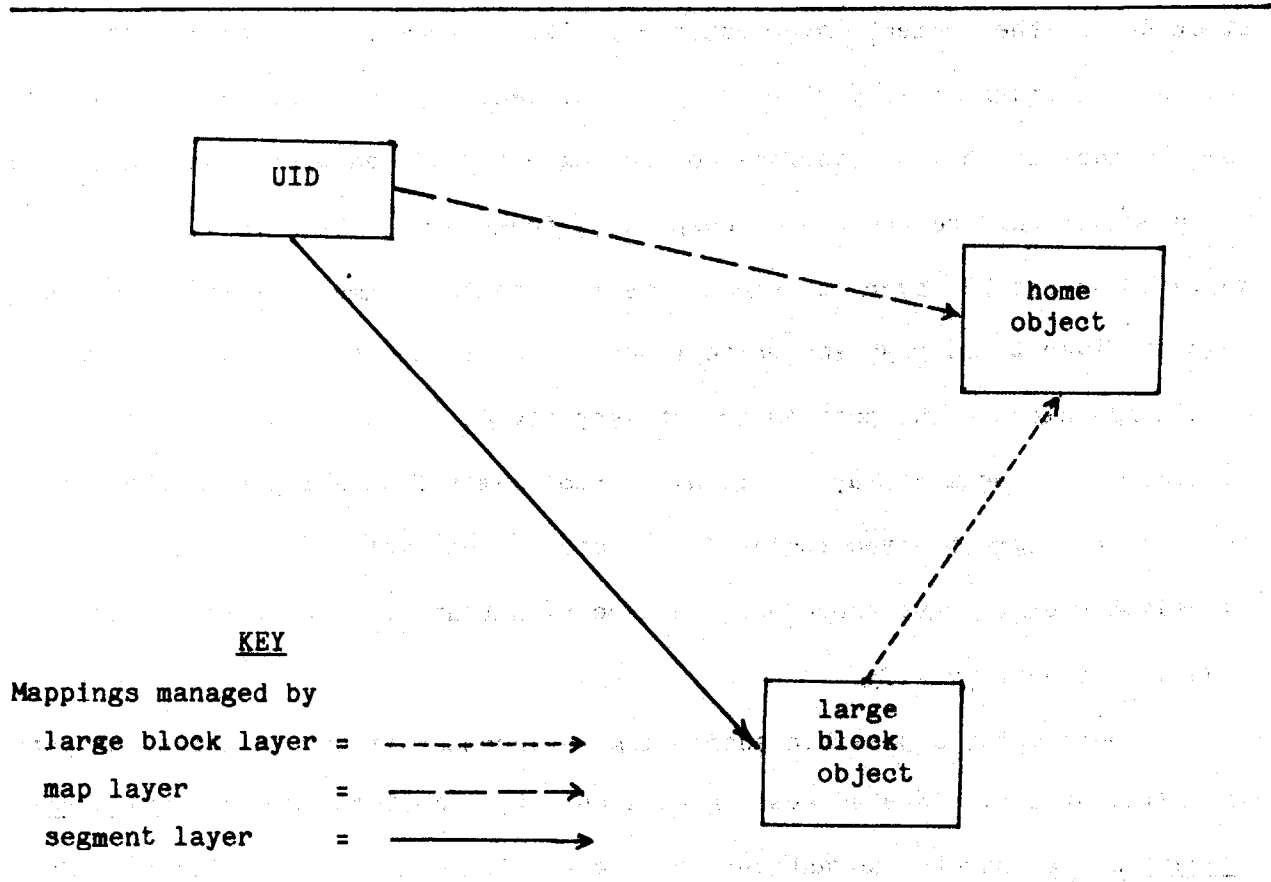 UID
home
object
large
block
object
KEY
Mappings managed by
large block layer =
map layer =
segment layer =